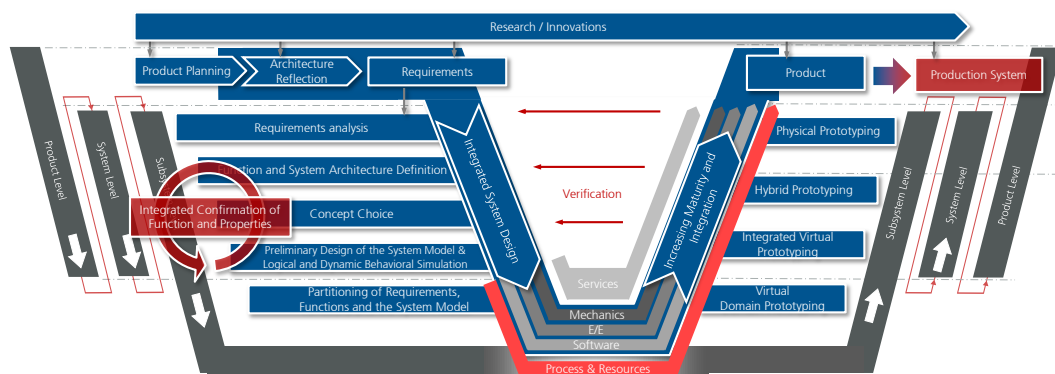 Research / Innovations
Product Planning
Architecture
Reflection
Requirements
Product
Production System
Requirements analysis
Function and System Architecture Definition
Concept Choice
Preliminary Design of the System Model &
Logical and Dynamic Behavioral Simulation
Partitioning of Requirements,
Functions and the System Model
Integrated Confirmation of
Function and Properties
Product Level
System Level
Integrated System Design
Verification
Services
Mechanics
E/E
Software
Process & Resources
Increasing Maturity and
Integration
Physical Prototyping
Hybrid Prototyping
Integrated Virtual
Prototyping
Virtual
Domain Prototyping
Subsystem Level
System Level
Product Level